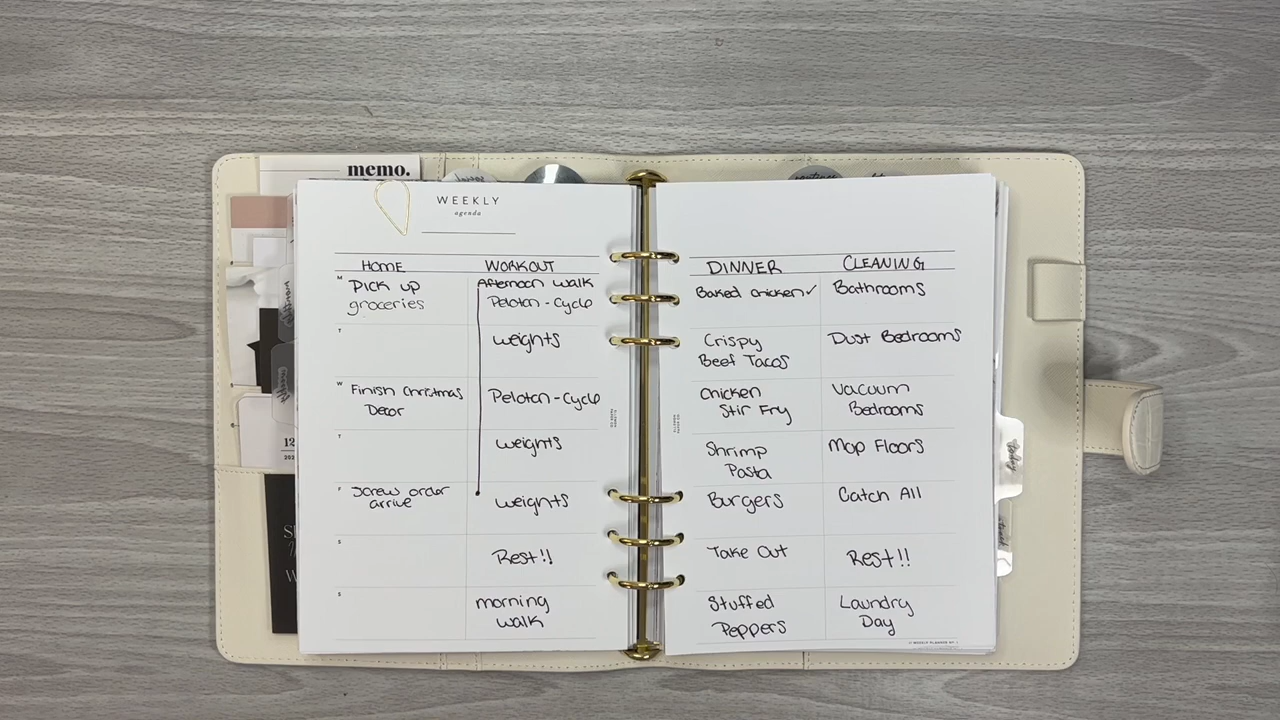 memo.
WEEKLY
agenda
HOME
WORKOUT
M
Pick up
groceries
Afternoon Walk
Peloton - Cycle
T
weights
W
Finish Christmas
Decor
Peloton - Cycle
T
weights
F
Screw order
arrive
weights
S
Rest!!
S
morning
walk
DINNER
CLEANING
Baked chicken ✓
Bathrooms
Crispy
Beef Tacos
Dust Bedrooms
Chicken
Stir Fry
Vacuum
Bedrooms
Shrimp
Pasta
Mop Floors
Burgers
Catch All
Take Out
Rest!!
Stuffed
Peppers
Laundry
Day
today
12